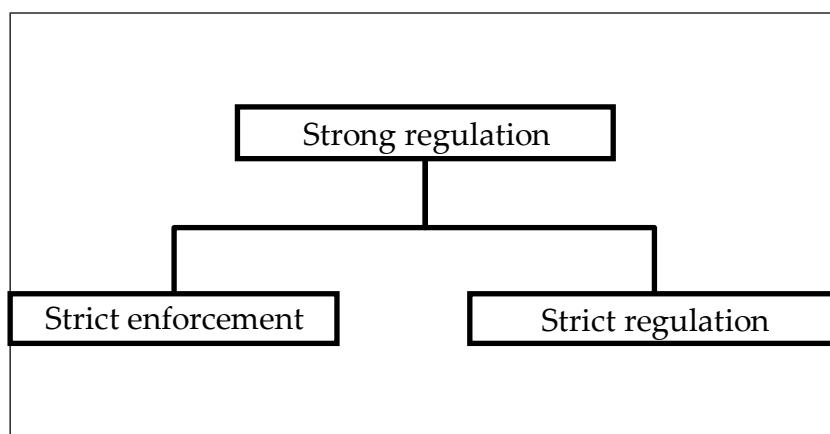 Strong regulation
Strict enforcement
Strict regulation